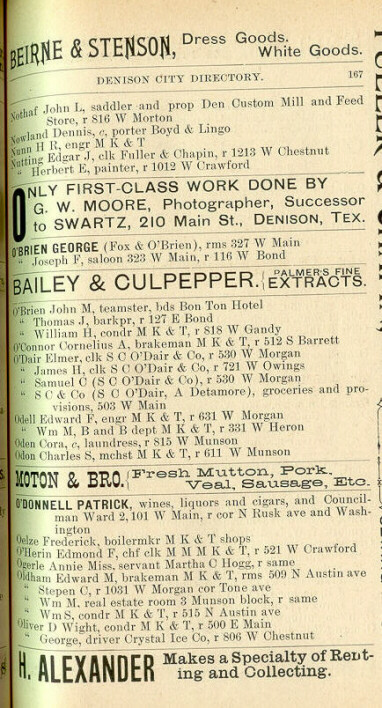 BEIRNE & STENSON, Dress Goods. White Goods.
DENISON CITY DIRECTORY. 167
Nothaf John L, saddler and prop Den Custom Mill and Feed
Store, r 816 W Morton
Nowland Dennis, c, porter Boyd & Lingo
Nunn H R, engr M K & T
Nutting Edgar J, clk Fuller & Chapin, r 1213 W Chestnut
" Herbert E, painter, r 1012 W Crawford
ONLY FIRST-CLASS WORK DONE BY
G. W. MOORE, Photographer, Successor
to SWARTZ, 210 Main St., DENISON, TEX.
O'BRIEN GEORGE (Fox & O'Brien), rms 327 W Main
" Joseph F, saloon 323 W Main, r 116 W Bond
BAILEY & CULPEPPER. { PALMER'S FINE EXTRACTS.
O'Brien John M, teamster, bds Bon Ton Hotel
" Thomas J, barkpr, r 127 E Bond
" William H, condr M K & T, r 818 W Gandy
O'Connor Cornelius A, brakeman M K & T, r 512 S Barrett
O'Dair Elmer, clk S C O'Dair & Co, r 530 W Morgan
" James H, clk S C O'Dair & Co, r 721 W Owings
" Samuel C (S C O'Dair & Co), r 530 W Morgan
" S C & Co (S C O'Dair, A Detamore), groceries and pro-
visions, 503 W Main
Odell Edward F, engr M K & T, r 631 W Morgan
" Wm M, B and B dept M K & T, r 331 W Heron
Oden Cora, c, laundress, r 815 W Munson
Odon Charles S, mchst M K & T, r 611 W Munson
MOTON & BRO. { Fresh Mutton, Pork, Veal, Sausage, Etc.
O'DONNELL PATRICK, wines, liquors and cigars, and Council-
man Ward 2, 101 W Main, r cor N Rusk ave and Wash-
ington
Oelze Frederick, boilermkr M K & T shops
O'Herin Edmond F, chf clk M M M K & T, r 521 W Crawford
Ogerle Annie Miss, servant Martha C Hogg, r same
Oldham Edward M, brakeman M K & T, rms 509 N Austin ave
" Stepen C, r 1031 W Morgan cor Tone ave
" Wm M, real estate room 3 Munson block, r same
" Wm S, condr M K & T, r 515 N Austin ave
Oliver D Wight, condr M K & T, r 500 E Main
" George, driver Crystal Ice Co, r 806 W Chestnut
H. ALEXANDER Makes a Specialty of Rent-
ing and Collecting.